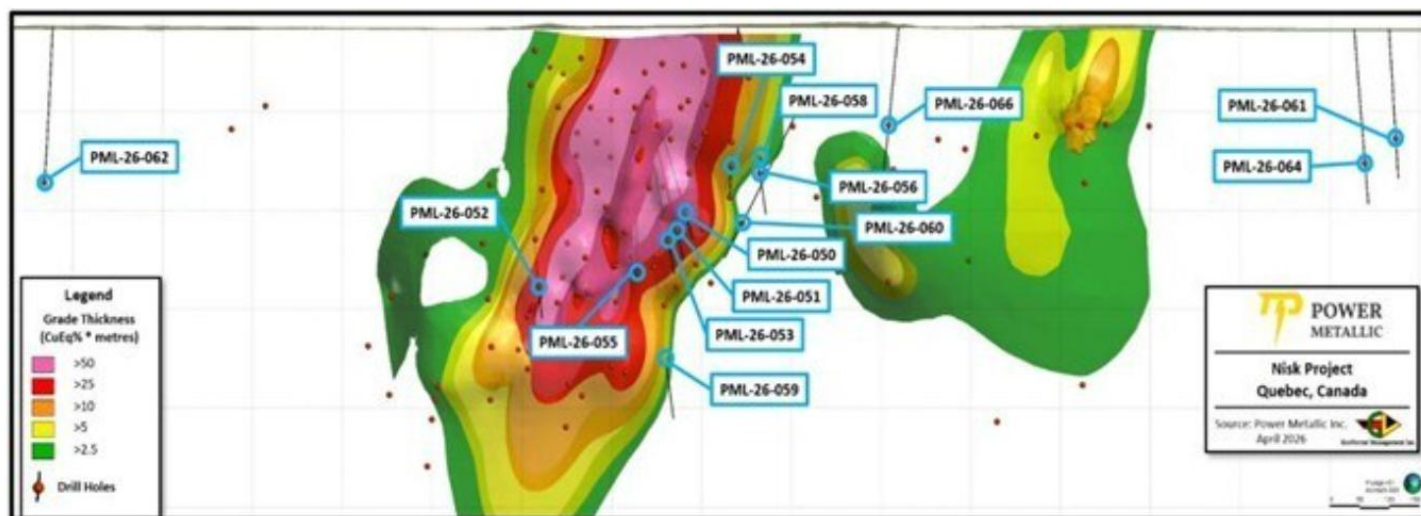 PML-26-054
PML-26-058
PML-26-066
PML-26-061
PML-26-062
PML-26-064
PML-26-056
PML-26-052
PML-26-060
PML-26-050
PML-26-051
PML-26-053
PML-26-055
PML-26-059
Legend
Grade Thickness
(CuEq% * metres)
>50
>25
>10
>5
>2.5
Drill Holes
POWER
METALLIC
Nisk Project
Quebec, Canada
Source: Power Metallic Inc.
April 2026